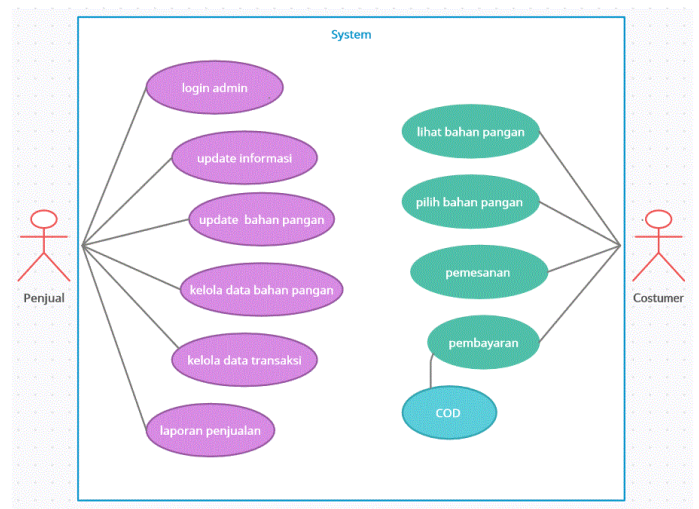 System
login admin
update informasi
update bahan pangan
kelola data bahan pangan
kelola data transaksi
laporan penjualan
lihat bahan pangan
pilih bahan pangan
pemesanan
pembayaran
COD
Penjual
Costumer